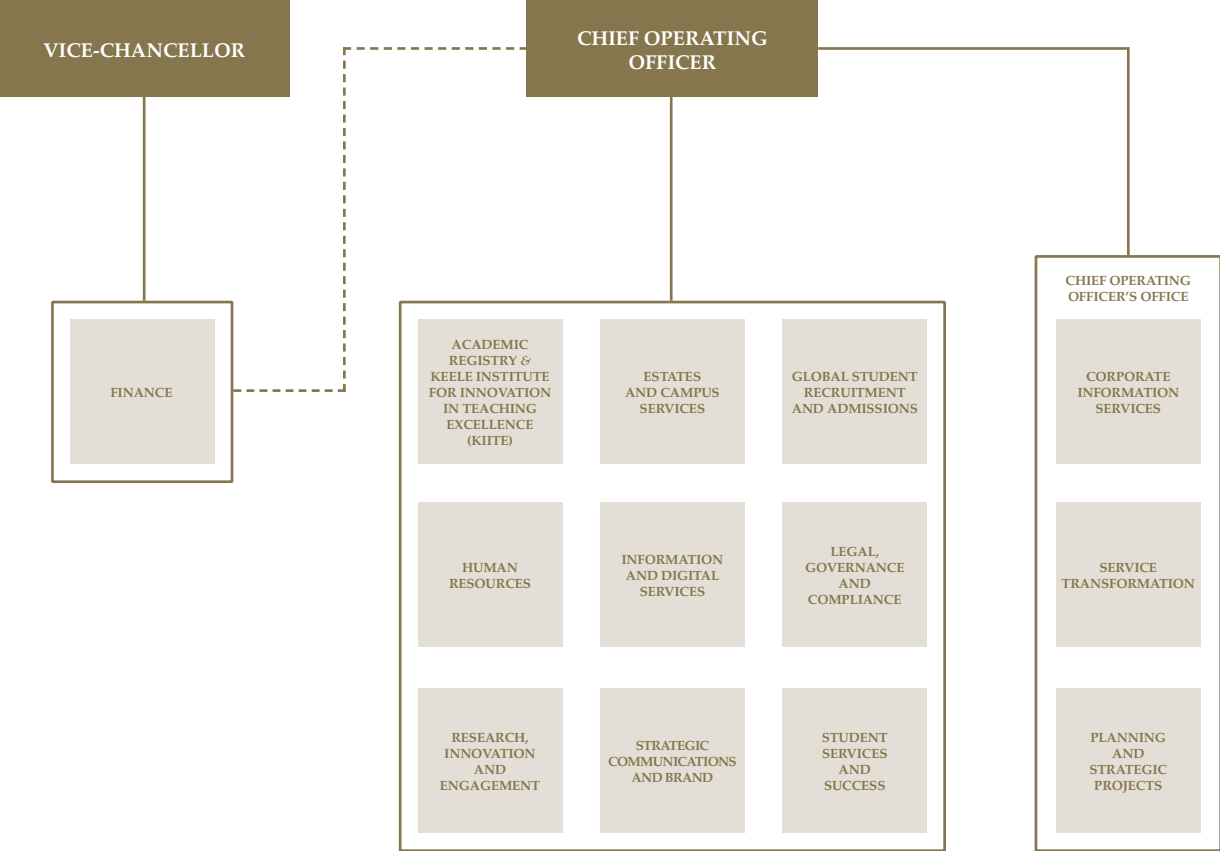 VICE-CHANCELLOR
CHIEF OPERATING
OFFICER
CHIEF OPERATING
OFFICER’S OFFICE
FINANCE
ACADEMIC
REGISTRY &
KEELE INSTITUTE
FOR INNOVATION
IN TEACHING
EXCELLENCE
(KIITE)
ESTATES
AND CAMPUS
SERVICES
GLOBAL STUDENT
RECRUITMENT
AND ADMISSIONS
CORPORATE
INFORMATION
SERVICES
HUMAN
RESOURCES
INFORMATION
AND DIGITAL
SERVICES
LEGAL,
GOVERNANCE
AND
COMPLIANCE
SERVICE
TRANSFORMATION
RESEARCH,
INNOVATION
AND
ENGAGEMENT
STRATEGIC
COMMUNICATIONS
AND BRAND
STUDENT
SERVICES
AND
SUCCESS
PLANNING
AND
STRATEGIC
PROJECTS